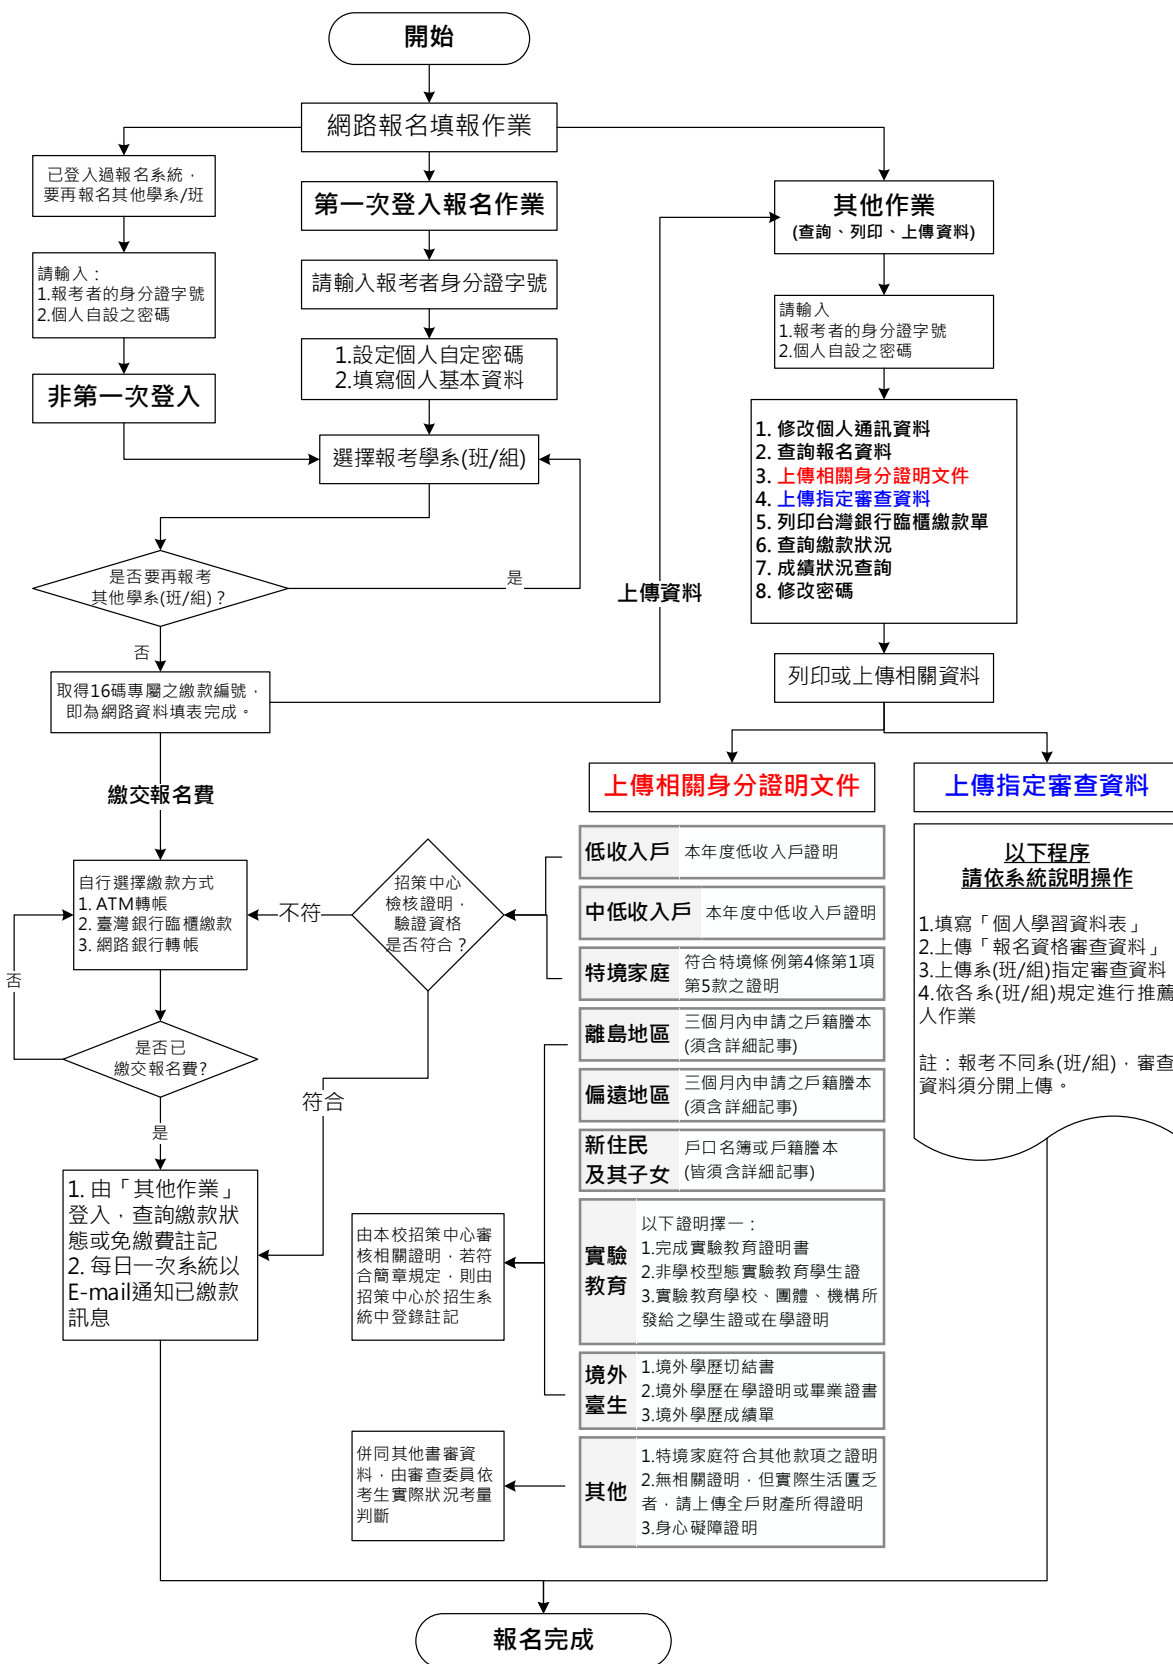 開始
網路報名填報作業
已登入過報名系統，
要再報名其他學系/班
請輸入：
1.報考者的身分證字號
2.個人自設之密碼
非第一次登入
第一次登入報名作業
請輸入報考者身分證字號
1.設定個人自定密碼
2.填寫個人基本資料
選擇報考學系(班/組)
是否要再報考
其他學系(班/組)？
是
否
取得16碼專屬之繳款編號，
即為網路資料填表完成。
上傳資料
其他作業
(查詢、列印、上傳資料)
請輸入
1.報考者的身分證字號
2.個人自設之密碼
1. 修改個人通訊資料
2. 查詢報名資料
3. 上傳相關身分證明文件
4. 上傳指定審查資料
5. 列印台灣銀行臨櫃繳款單
6. 查詢繳款狀況
7. 成績狀況查詢
8. 修改密碼
列印或上傳相關資料
繳交報名費
自行選擇繳款方式
1. ATM轉帳
2. 臺灣銀行臨櫃繳款
3. 網路銀行轉帳
否
是否已
繳交報名費?
是
1. 由「其他作業」
登入，查詢繳款狀
態或免繳費註記
2. 每日一次系統以
E-mail通知已繳款
訊息
招策中心
檢核證明，
驗證資格
是否符合？
不符
符合
上傳相關身分證明文件
低收入戶 本年度低收入戶證明
中低收入戶 本年度中低收入戶證明
特境家庭 符合特境條例第4條第1項
第5款之證明
離島地區 三個月內申請之戶籍謄本
(須含詳細記事)
偏遠地區 三個月內申請之戶籍謄本
(須含詳細記事)
新住民
及其子女
戶口名簿或戶籍謄本
(皆須含詳細記事)
實驗
教育
以下證明擇一：
1.完成實驗教育證明書
2.非學校型態實驗教育學生證
3.實驗教育學校、團體、機構所
發給之學生證或在學證明
境外
臺生
1.境外學歷切結書
2.境外學歷在學證明或畢業證書
3.境外學歷成績單
其他
1.特境家庭符合其他款項之證明
2.無相關證明，但實際生活匱乏
者，請上傳全戶財產所得證明
3.身心礙障證明
由本校招策中心審
核相關證明，若符
合簡章規定，則由
招策中心於招生系
統中登錄註記
併同其他書審資
料，由審查委員依
考生實際狀況考量
判斷
上傳指定審查資料
以下程序
請依系統說明操作
1.填寫「個人學習資料表」
2.上傳「報名資格審查資料」
3.上傳系(班/組)指定審查資料
4.依各系(班/組)規定進行推薦
人作業
註：報考不同系(班/組)，審查
資料須分開上傳。
報名完成